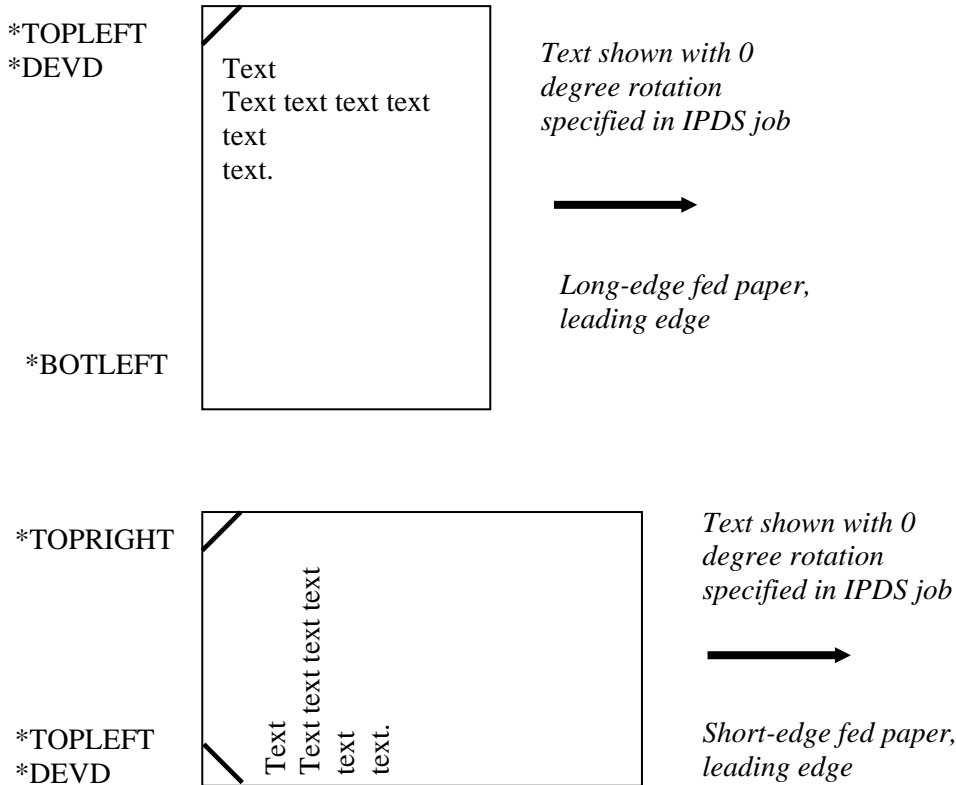 *TOPLEFT
*DEVD
Text
Text text text text
text
text.
Text shown with 0
degree rotation
specified in IPDS job
Long-edge fed paper,
leading edge
*BOTLEFT
*TOPRIGHT
Text
Text text text text
text
text.
Text shown with 0
degree rotation
specified in IPDS job
*TOPLEFT
*DEVD
Short-edge fed paper,
leading edge